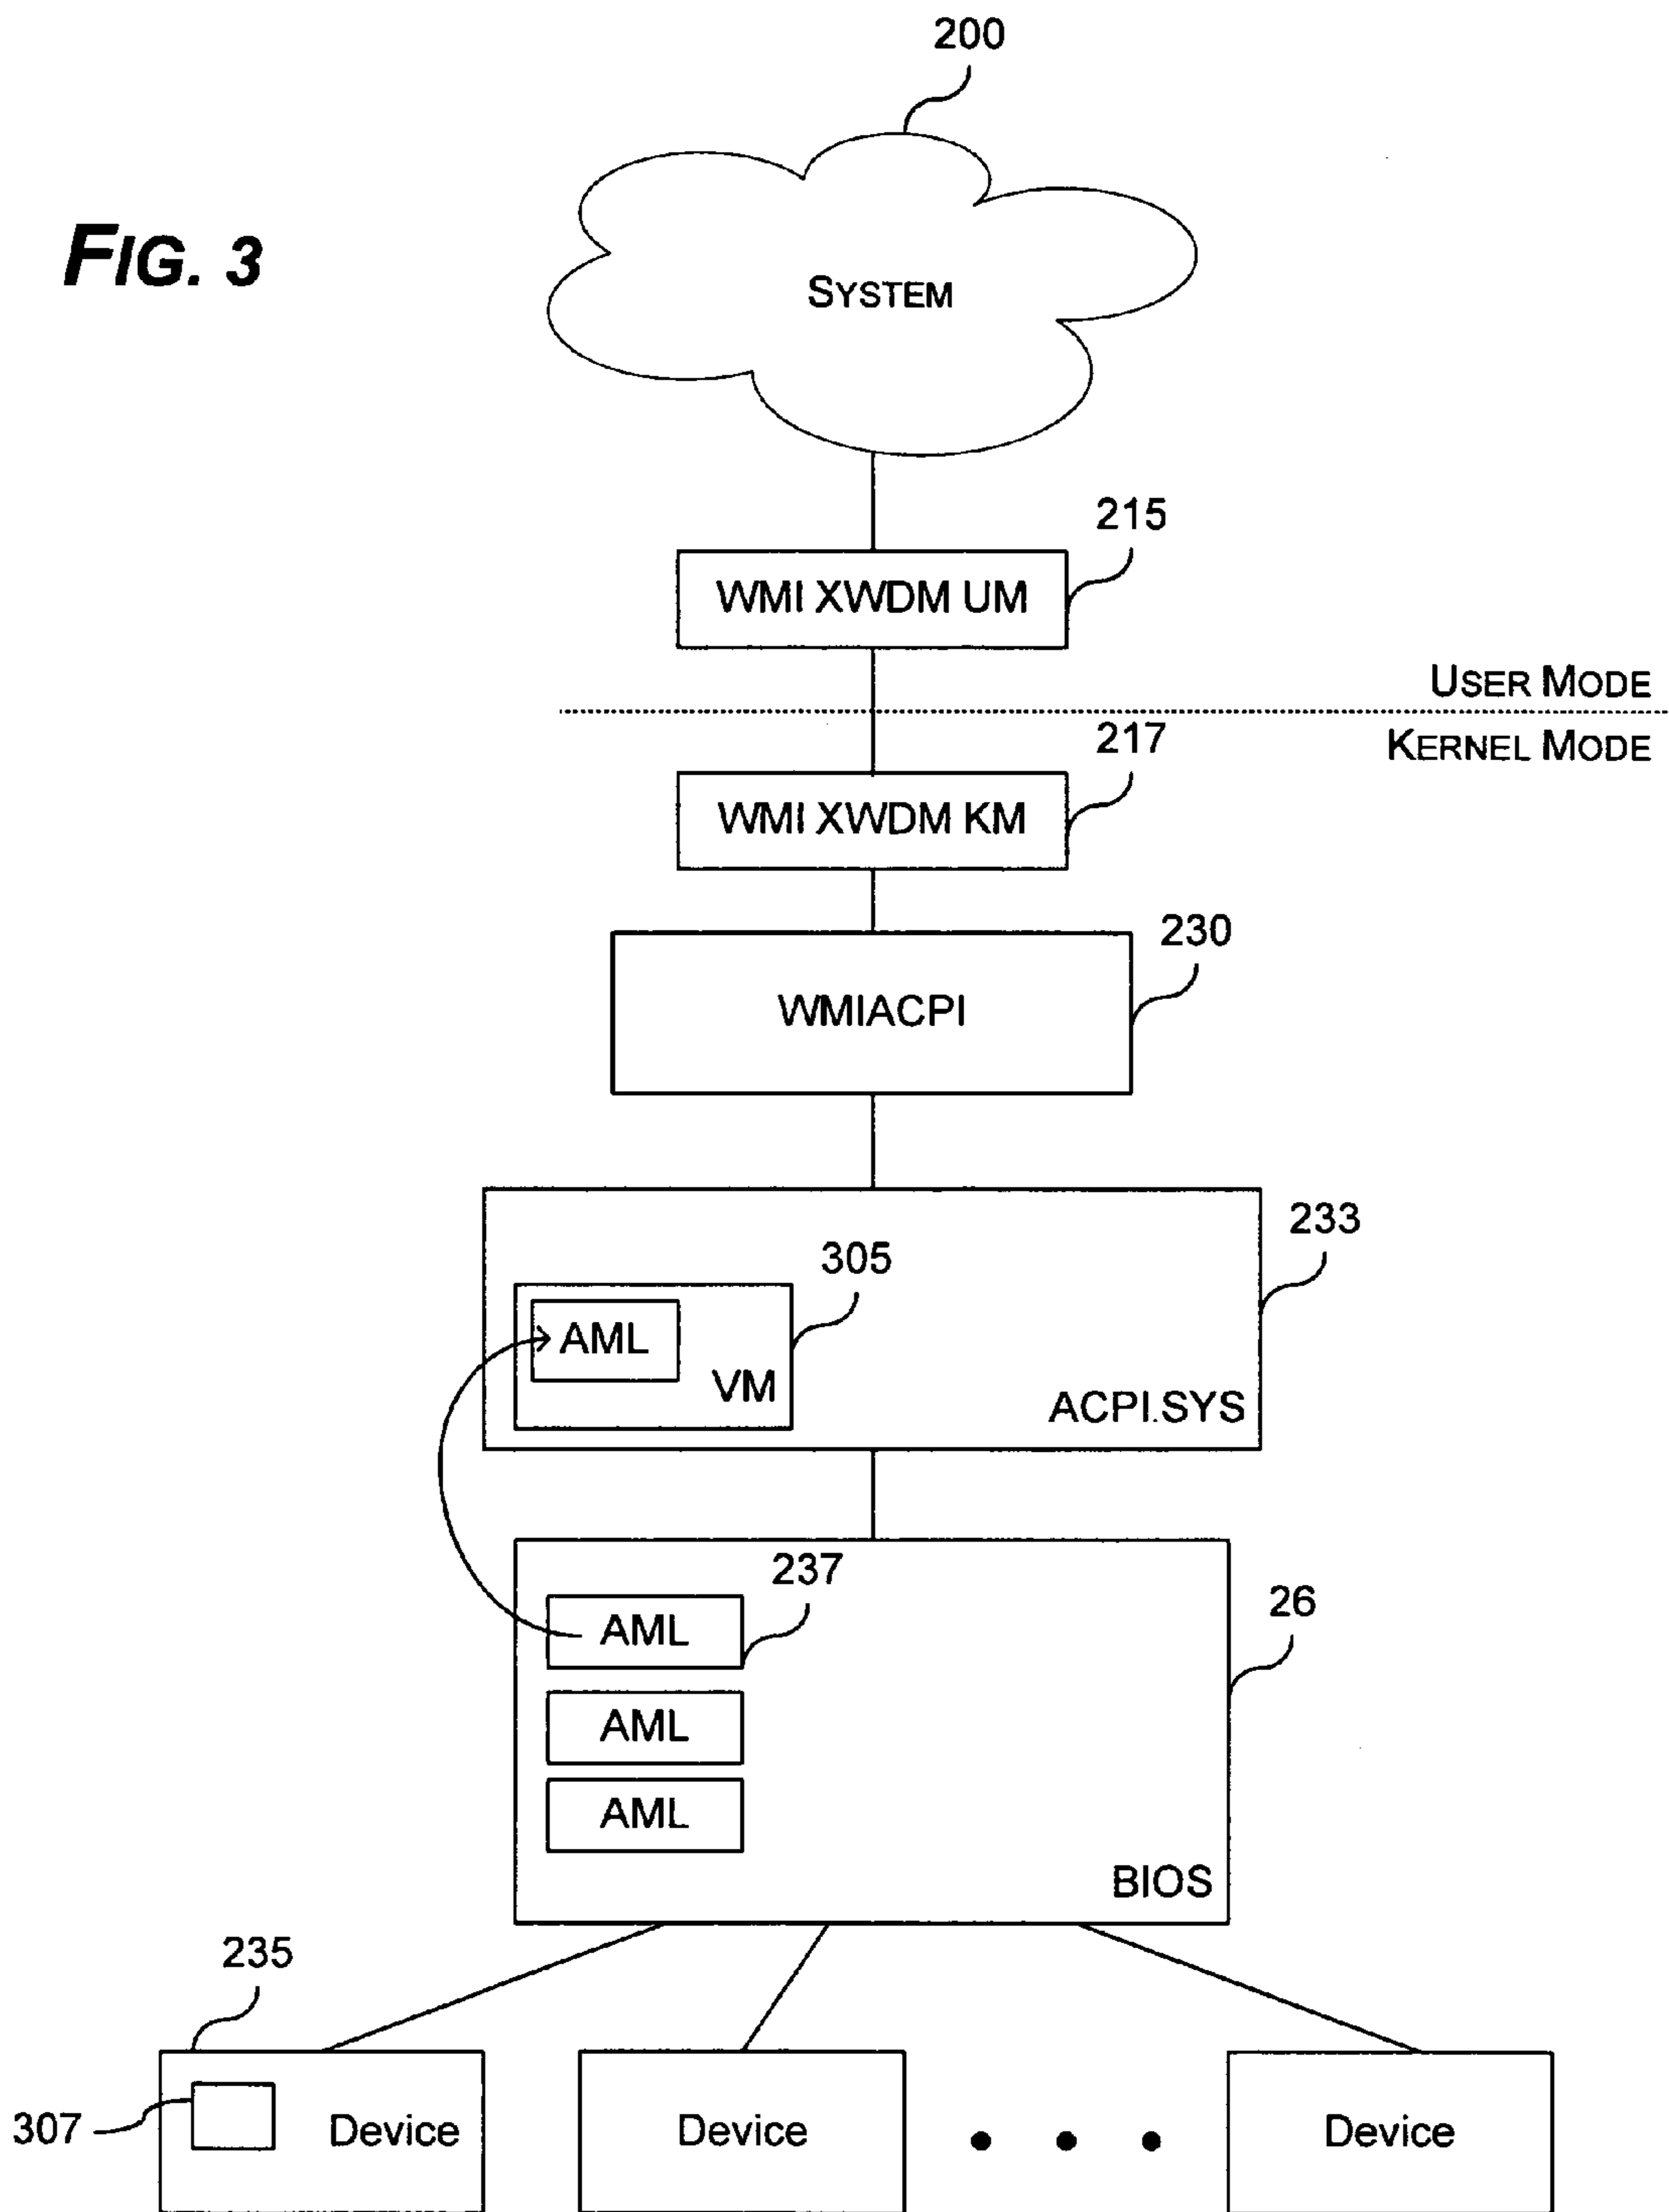 200
FIG. 3
SYSTEM
215
WMI XWDM UM
USER MODE
KERNEL MODE
217
WMI XWDM KM
230
WMIACPI
233
305
AML
VM
ACPI.SYS
237
26
AML
AML
AML
BIOS
235
307
Device
Device
Device